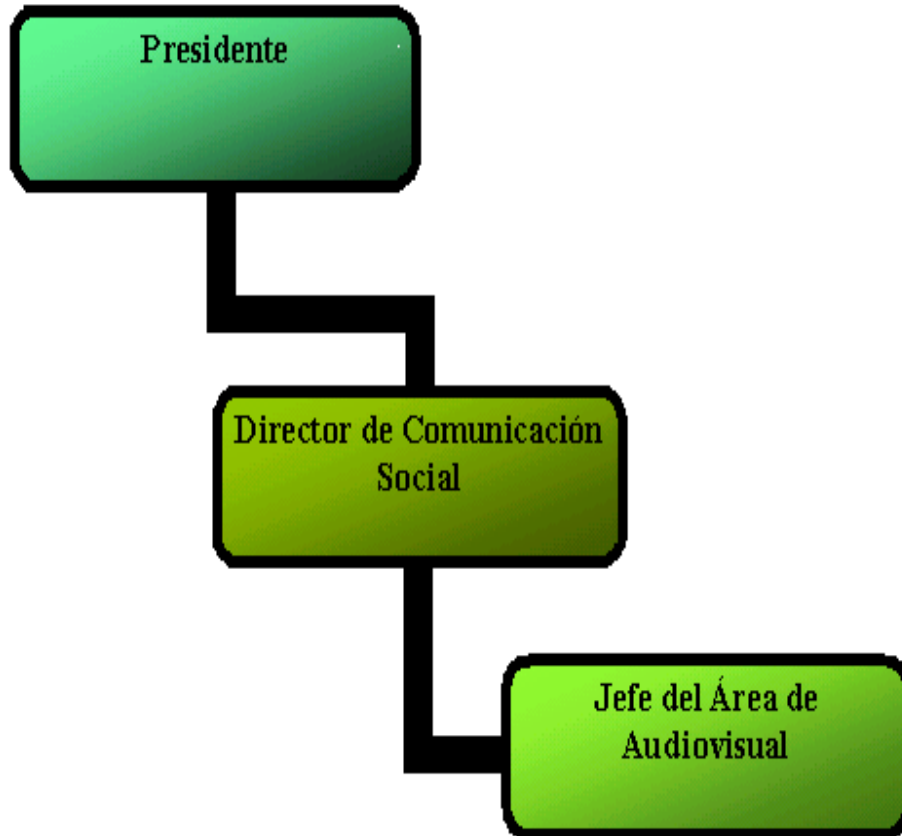 Presidente
Director de Comunicación
Social
Jefe del Área de
Audiovisual